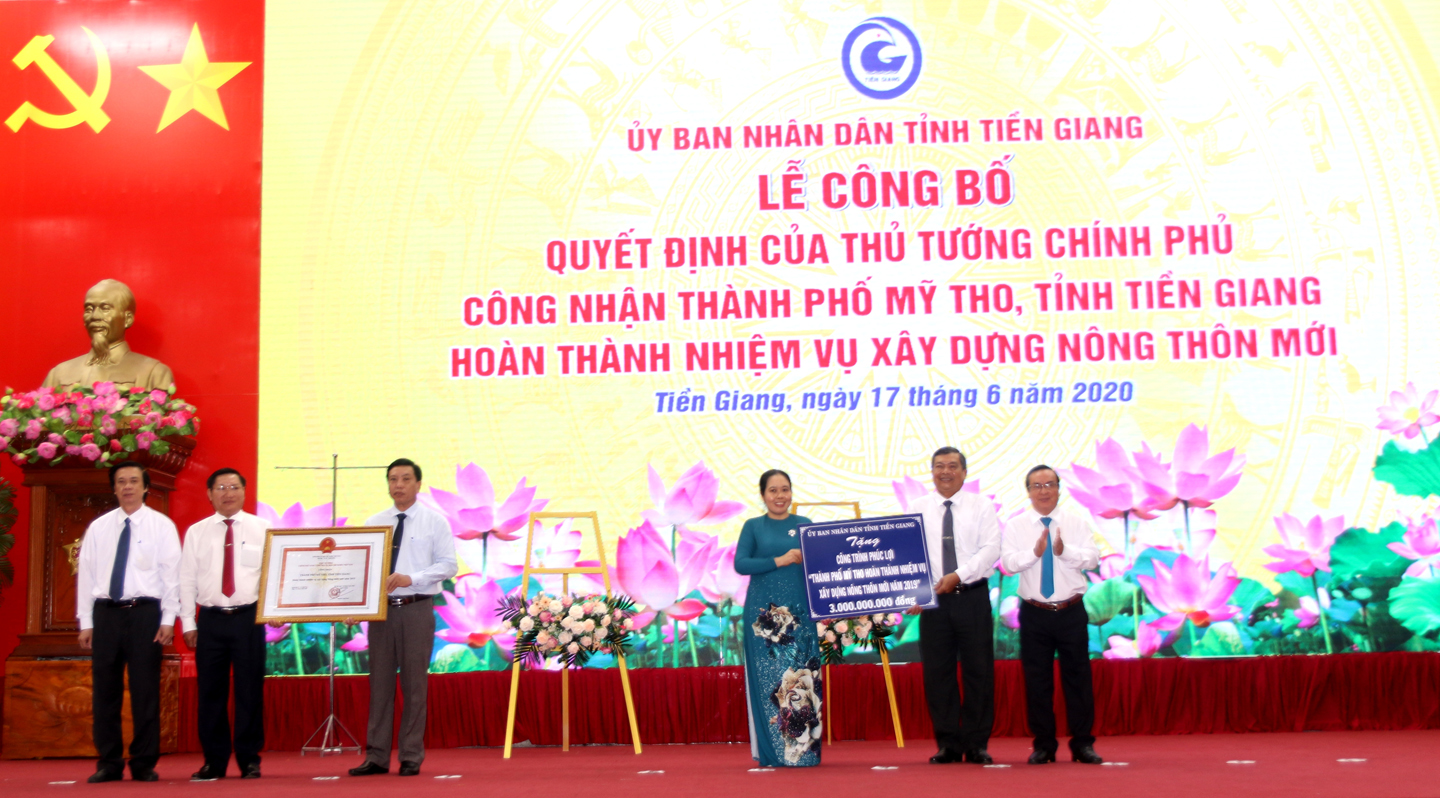 TIỀN GIANG
ỦY BAN NHÂN DÂN TỈNH TIỀN GIANG
LỄ CÔNG BỐ
QUYẾT ĐỊNH CỦA THỦ TƯỚNG CHÍNH PHỦ
CÔNG NHẬN THÀNH PHỐ MỸ THO, TỈNH TIỀN GIANG
HOÀN THÀNH NHIỆM VỤ XÂY DỰNG NÔNG THÔN MỚI
Tiền Giang, ngày 17 tháng 6 năm 2020
ỦY BAN NHÂN DÂN TỈNH TIỀN GIANG
Tặng
CÔNG TRÌNH PHÚC LỢI
"THÀNH PHỐ MỸ THO HOÀN THÀNH NHIỆM VỤ
XÂY DỰNG NÔNG THÔN MỚI NĂM 2019"
3.000.000.000 đồng